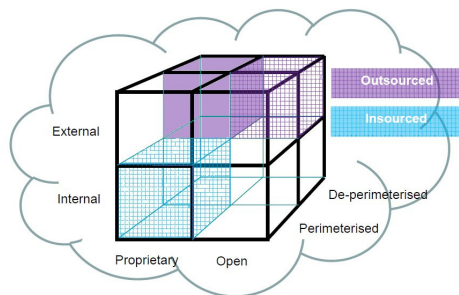 Outsourced
Insourced
External
Internal
De-perimeterised
Perimeterised
Proprietary
Open